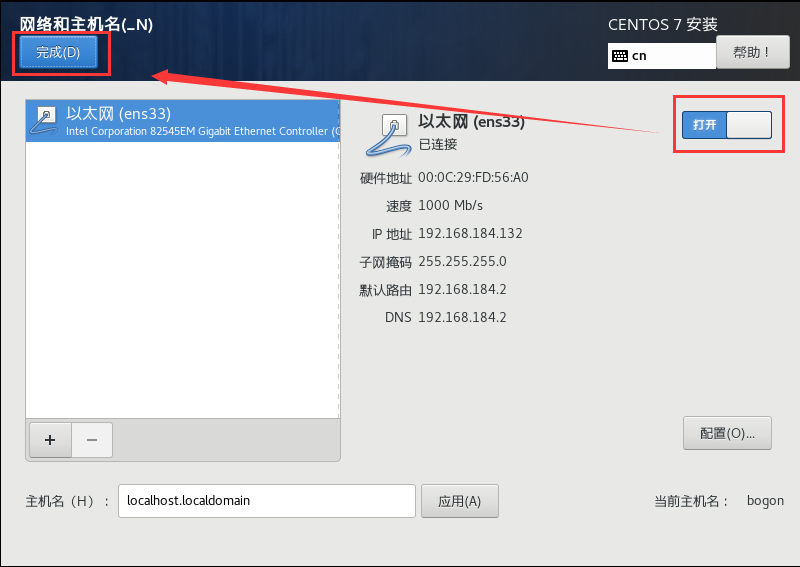 网络和主机名(_N)
CENTOS 7 安装
完成(D)
cn
帮助！
以太网 (ens33)
Intel Corporation 82545EM Gigabit Ethernet Controller (C
以太网 (ens33)
已连接
打开
硬件地址 00:0C:29:FD:56:A0
速度 1000 Mb/s
IP 地址 192.168.184.132
子网掩码 255.255.255.0
默认路由 192.168.184.2
DNS 192.168.184.2
+ −
配置(O)...
主机名（H）： localhost.localdomain 应用(A) 当前主机名： bogon